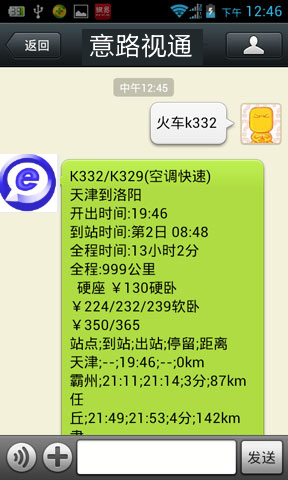 下午 12:46
返回
意路视通
中午12:45
火车k332
K332/K329(空调快速)
天津到洛阳
开出时间:19:46
到站时间:第2日 08:48
全程时间:13小时2分
全程:999公里
硬座 ￥130硬卧
￥224/232/239软卧
￥350/365
站点;到站;出站;停留;距离
天津;--;19:46;--;0km
霸州;21:11;21:14;3分;87km
任
丘;21:49;21:53;4分;142km
发送